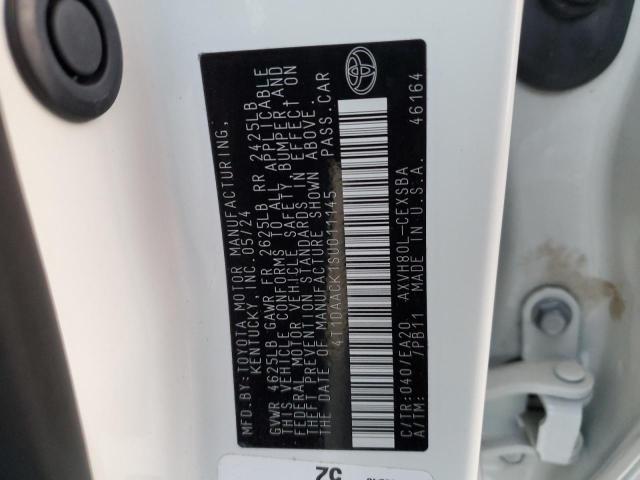 MFD. BY:TOYOTA MOTOR MANUFACTURING,
KENTUCKY, INC. 05/24
GVWR 4625LB GAWR FR 2625LB RR 2425LB
THIS VEHICLE CONFORMS TO ALL APPLICABLE
FEDERAL MOTOR VEHICLE SAFETY, BUMPER, AND
THEFT PREVENTION STANDARDS IN EFFECT ON
THE DATE OF MANUFACTURE SHOWN ABOVE.
4T1DAACK1SU011145 PASS.CAR
C/TR:040/EA20 AXVH80L-CEXSBA
A/TM: /PB11 MADE IN U.S.A. 46164
52